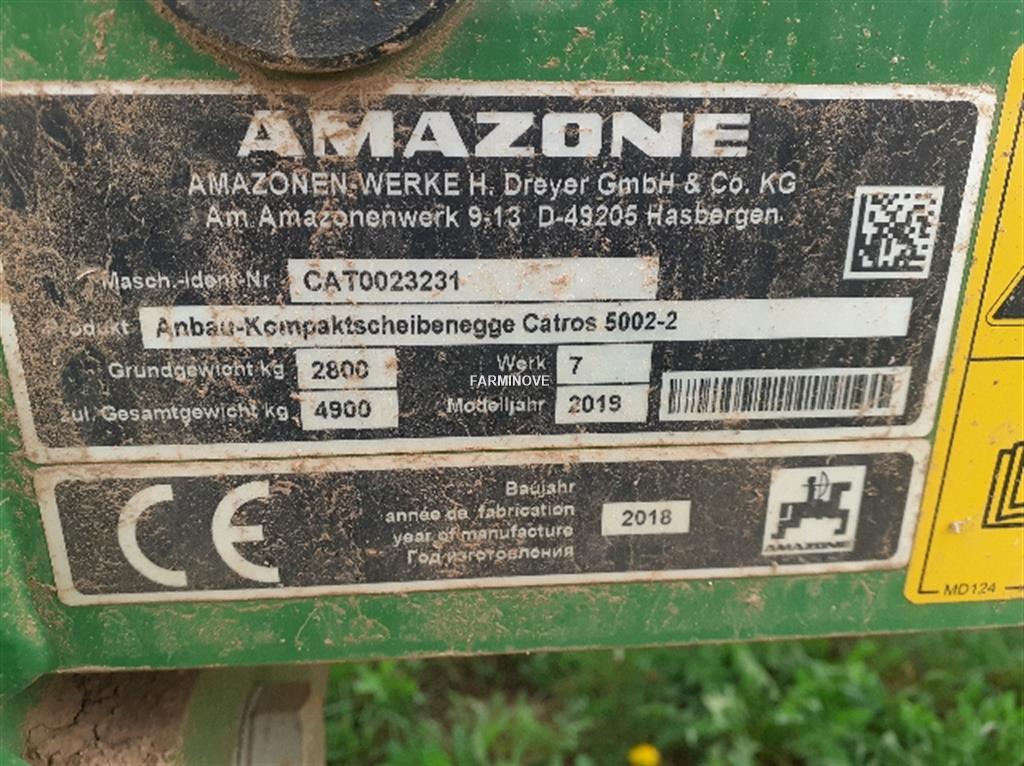 AMAZONE
AMAZONEN-WERKE H. Dreyer GmbH & Co. KG
Am Amazonenwerk 9-13 D-49205 Hasbergen
Masch.-Ident-Nr CAT0023231
Produkt Anbau-Kompaktscheibenegge Catros 5002-2
Grundgewicht kg 2800 Werk 7
zul. Gesamtgewicht kg 4900 Modelljahr 2019
FARMINOVE
CE
Baujahr
année de fabrication
year of manufacture
Год изготовления
2018
AMAZONE
MD124